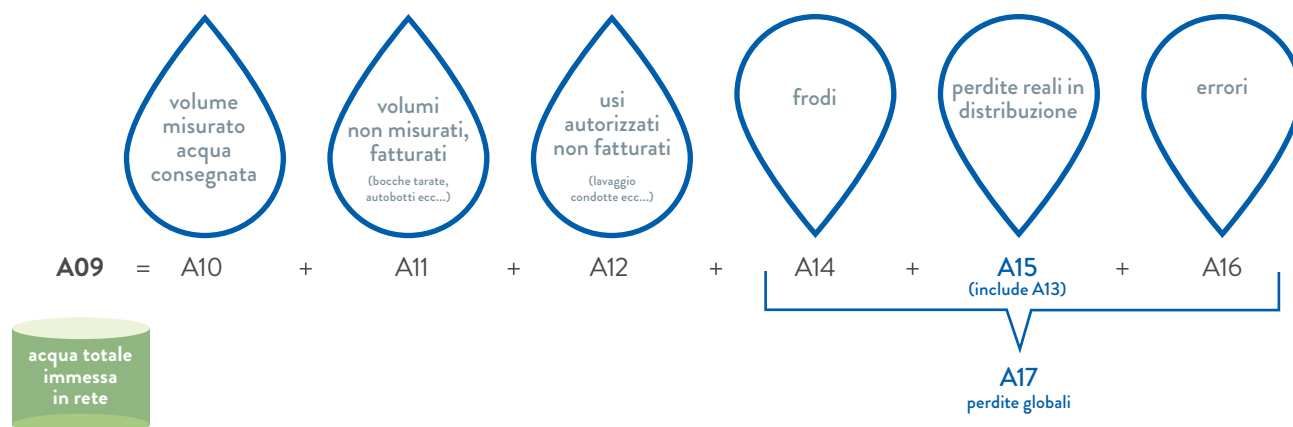 volume
misurato
acqua
consegnata
volumi
non misurati,
fatturati
(bocche tarate,
autobotti ecc...)
usi
autorizzati
non fatturati
(lavaggio
condotte ecc...)
frodi
perdite reali in
distribuzione
errori
A09 = A10 + A11 + A12 + A14 + A15 + A16
(include A13)
acqua totale
immessa
in rete
A17
perdite globali